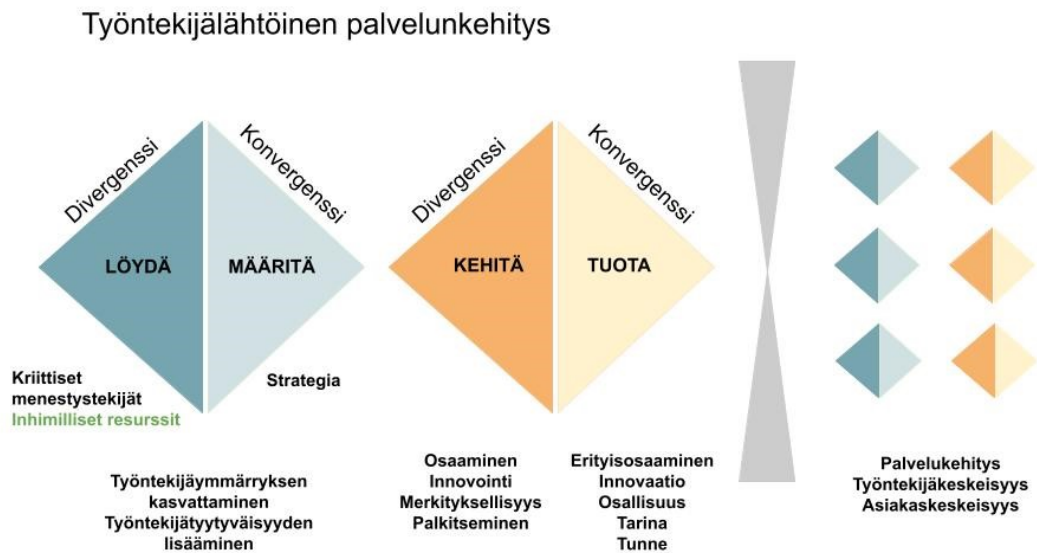 Työntekijälähtöinen palvelunkehitys
Divergenssi
Konvergenssi
Divergenssi
Konvergenssi
LÖYDÄ
MÄÄRITÄ
KEHITÄ
TUOTA
Kriittiset
menestystekijät
Inhimilliset resurssit
Strategia
Työntekijäymmärryksen
kasvattaminen
Työntekijätyytyväisyyden
lisääminen
Osaaminen
Innovointi
Merkityksellisyys
Palkitseminen
Erityisosaaminen
Innovaatio
Osallisuus
Tarina
Tunne
Palvelukehitys
Työntekijäkeskeisyys
Asiakaskeskeisyys